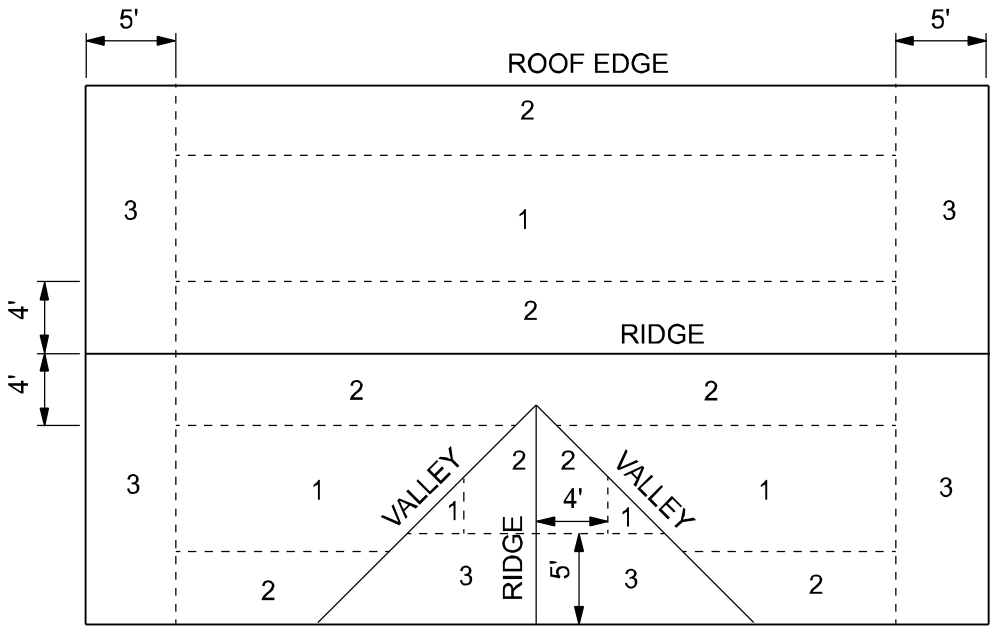 5' 5'
ROOF EDGE
2
3 1 3
4' 2
RIDGE
4' 2 2
3 1 VALLEY 2 2 VALLEY 1 3
1 4' 1
RIDGE
3 5' 3
2 2